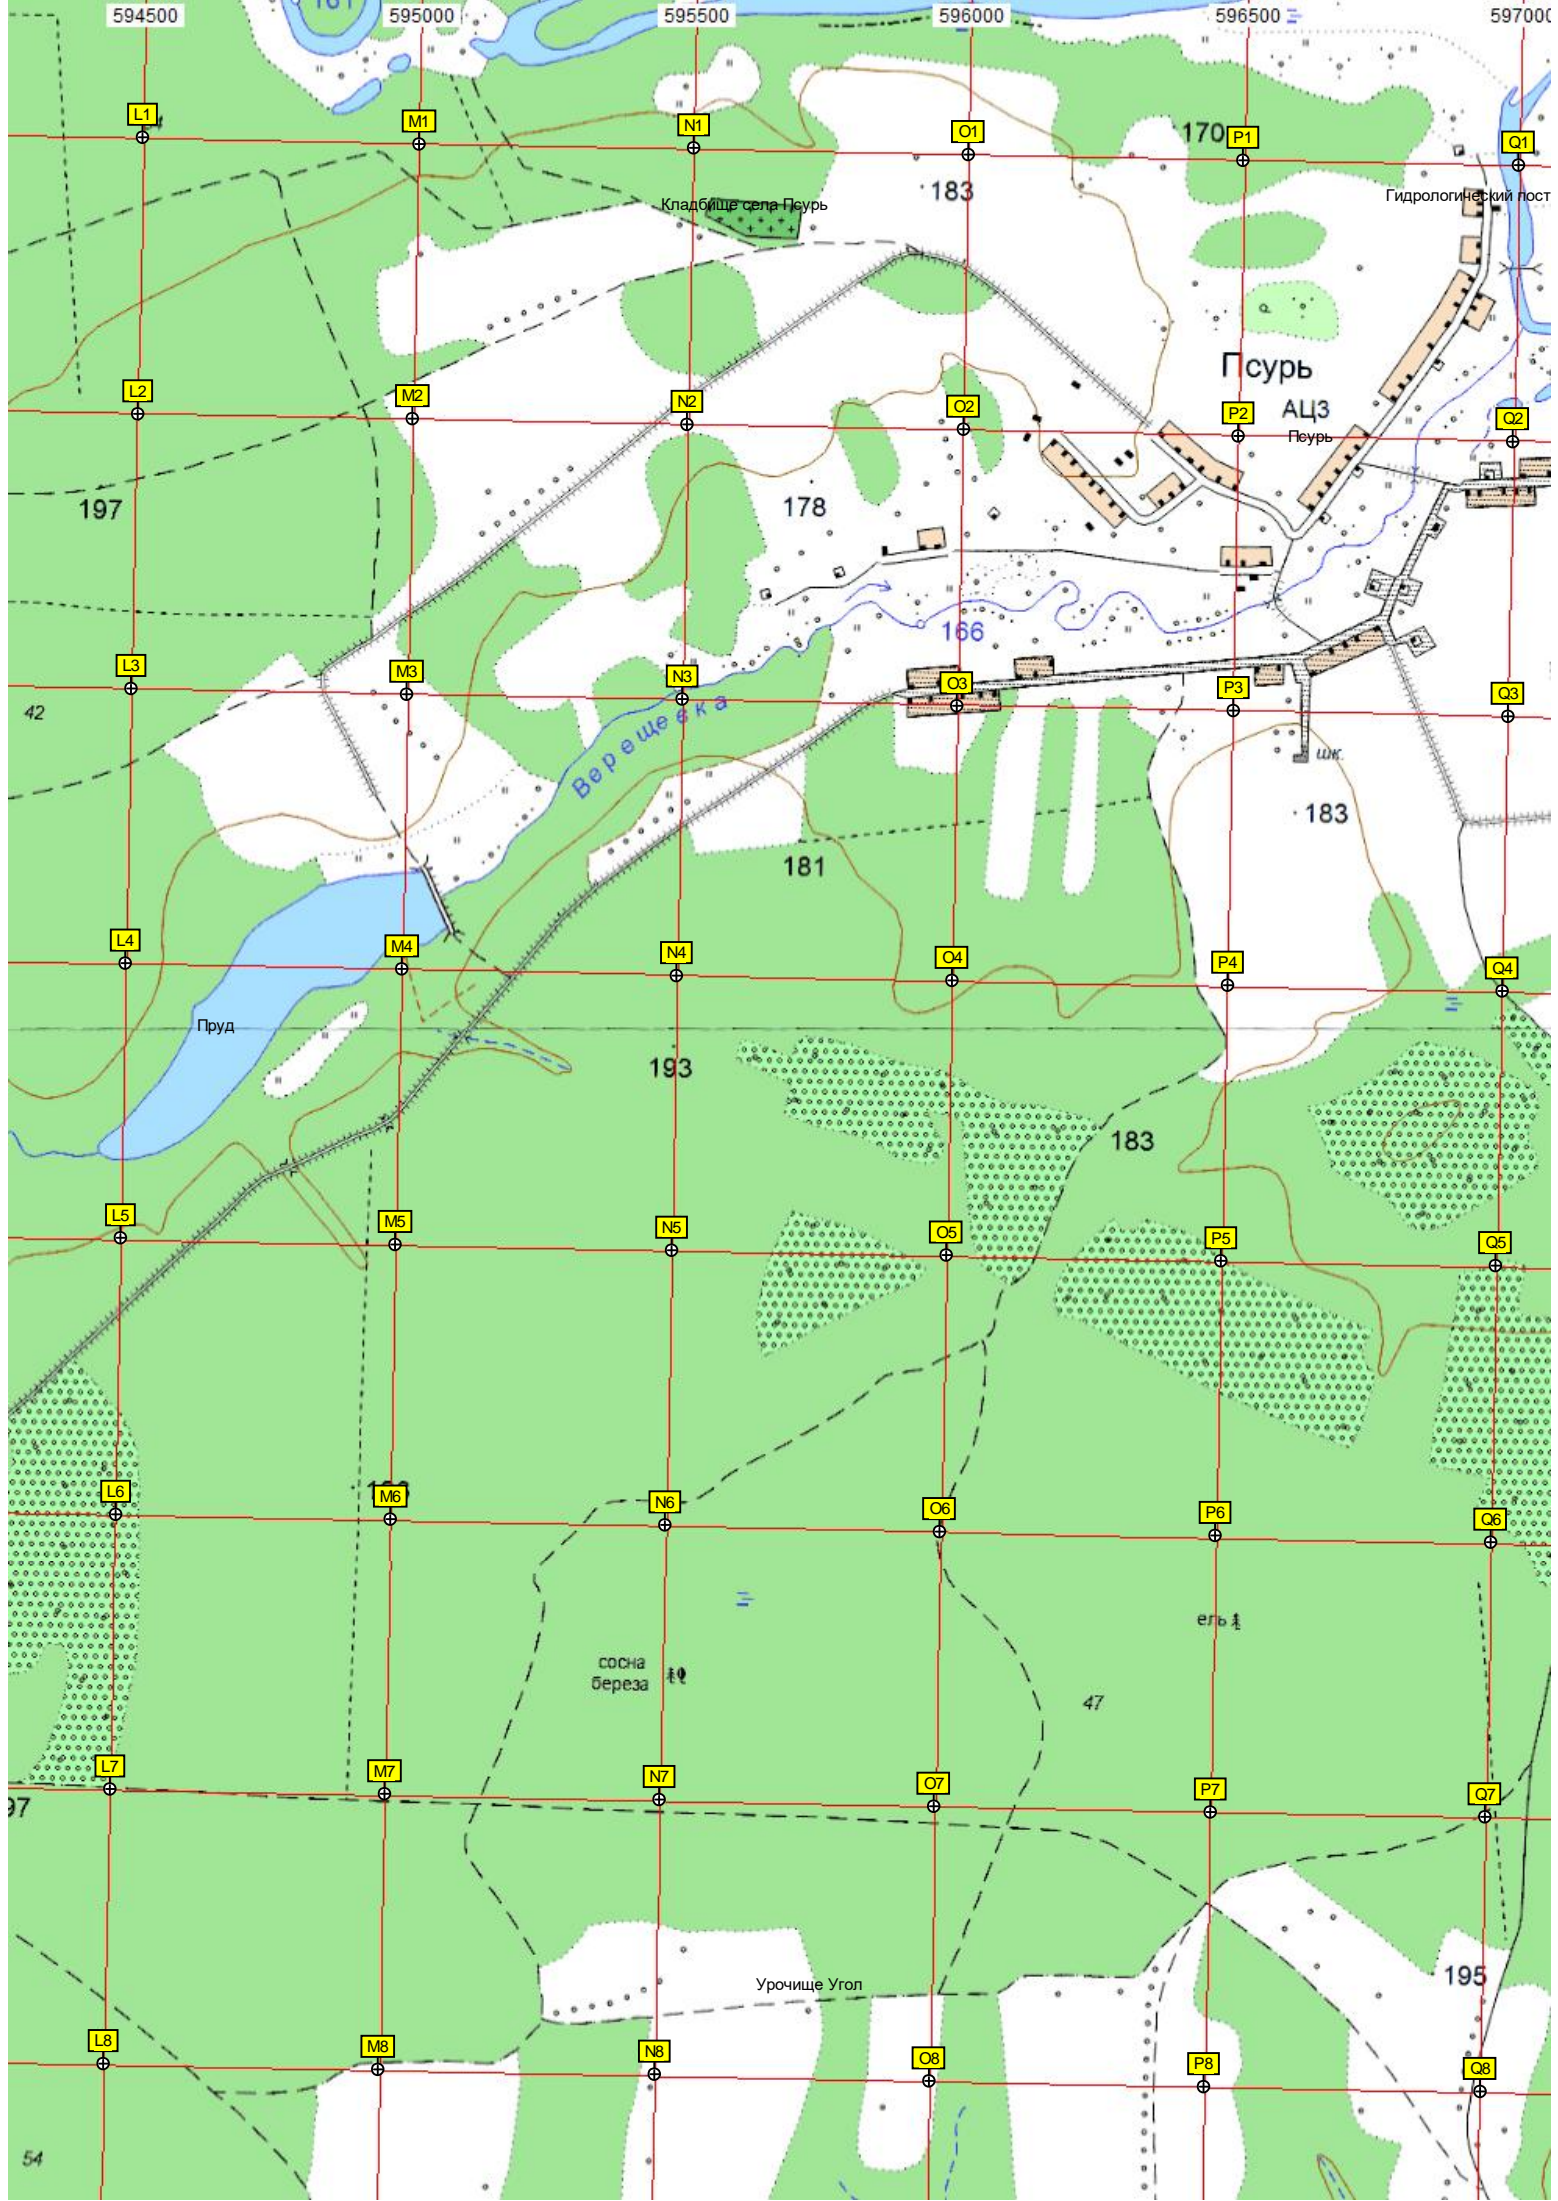 594500 595000 595500 596000 596500 597000
161
L1 M1 N1 O1 170 P1 Q1
183
Кладбище села Псурь
Гидрологический пост
Псурь
АЦЗ
L2 M2 N2 O2 P2 Q2
Псурь
197
178
166
L3 M3 N3 O3 P3 Q3
42
Верещевка
шк.
183
181
L4 M4 N4 O4 P4 Q4
Пруд
193
183
L5 M5 N5 O5 P5 Q5
L6 M6 N6 O6 P6 Q6
ель
сосна
береза
47
L7 M7 N7 O7 P7 Q7
97
195
Урочище Угол
L8 M8 N8 O8 P8 Q8
54